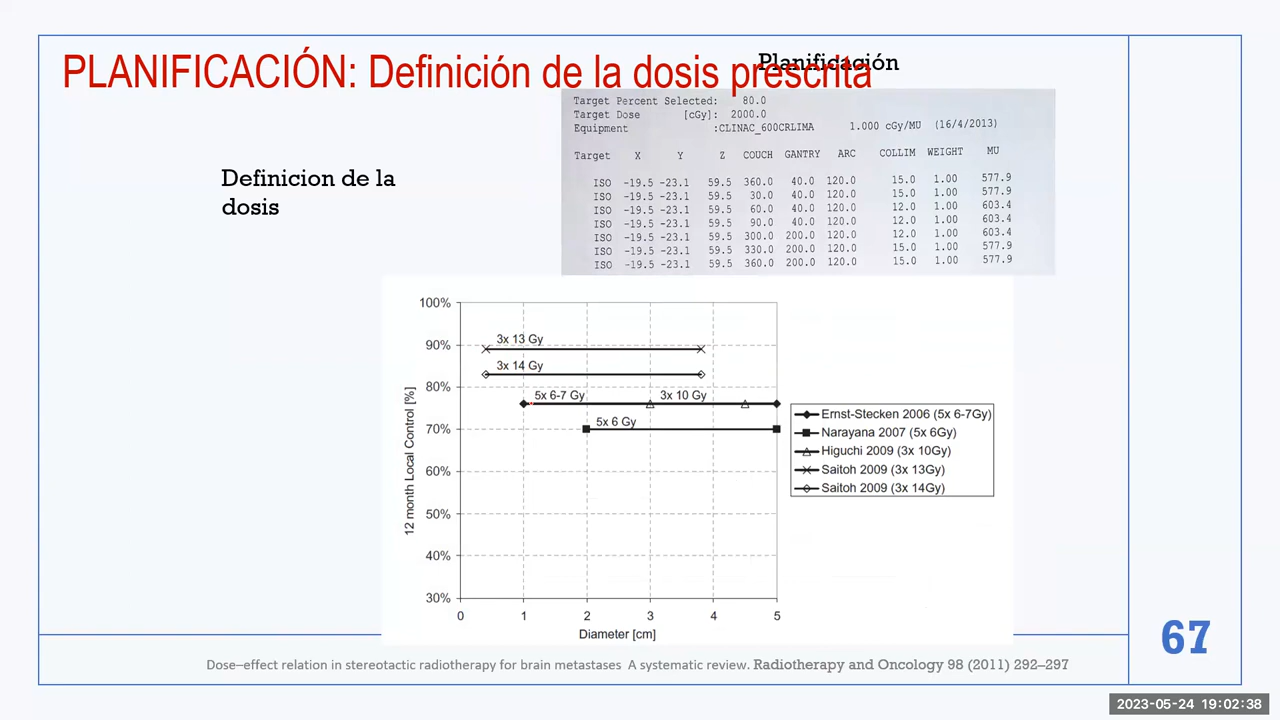 PLANIFICACIÓN: Definición de la dosis prescrita
Planificación
Target Percent Selected: 80.0
Target Dose [cGy]: 2000.0
Equipment :CLINAC_600CRLIMA 1.000 cGy/MU (16/4/2013)
Target X Y Z COUCH GANTRY ARC COLLIM WEIGHT MU
ISO -19.5 -23.1 59.5 360.0 40.0 120.0 15.0 1.00 577.9
ISO -19.5 -23.1 59.5 30.0 40.0 120.0 15.0 1.00 577.9
ISO -19.5 -23.1 59.5 60.0 40.0 120.0 12.0 1.00 603.4
ISO -19.5 -23.1 59.5 90.0 40.0 120.0 12.0 1.00 603.4
ISO -19.5 -23.1 59.5 300.0 200.0 120.0 12.0 1.00 603.4
ISO -19.5 -23.1 59.5 330.0 200.0 120.0 15.0 1.00 577.9
ISO -19.5 -23.1 59.5 360.0 200.0 120.0 15.0 1.00 577.9
Definicion de la
dosis
12 month Local Control [%]
100%
90%
80%
70%
60%
50%
40%
30%
3x 13 Gy
3x 14 Gy
5x 6-7 Gy
3x 10 Gy
5x 6 Gy
0 1 2 3 4 5
Diameter [cm]
Ernst-Stecken 2006 (5x 6-7Gy)
Narayana 2007 (5x 6Gy)
Higuchi 2009 (3x 10Gy)
Saitoh 2009 (3x 13Gy)
Saitoh 2009 (3x 14Gy)
67
Dose–effect relation in stereotactic radiotherapy for brain metastases A systematic review. Radiotherapy and Oncology 98 (2011) 292–297
2023-05-24 19:02:38